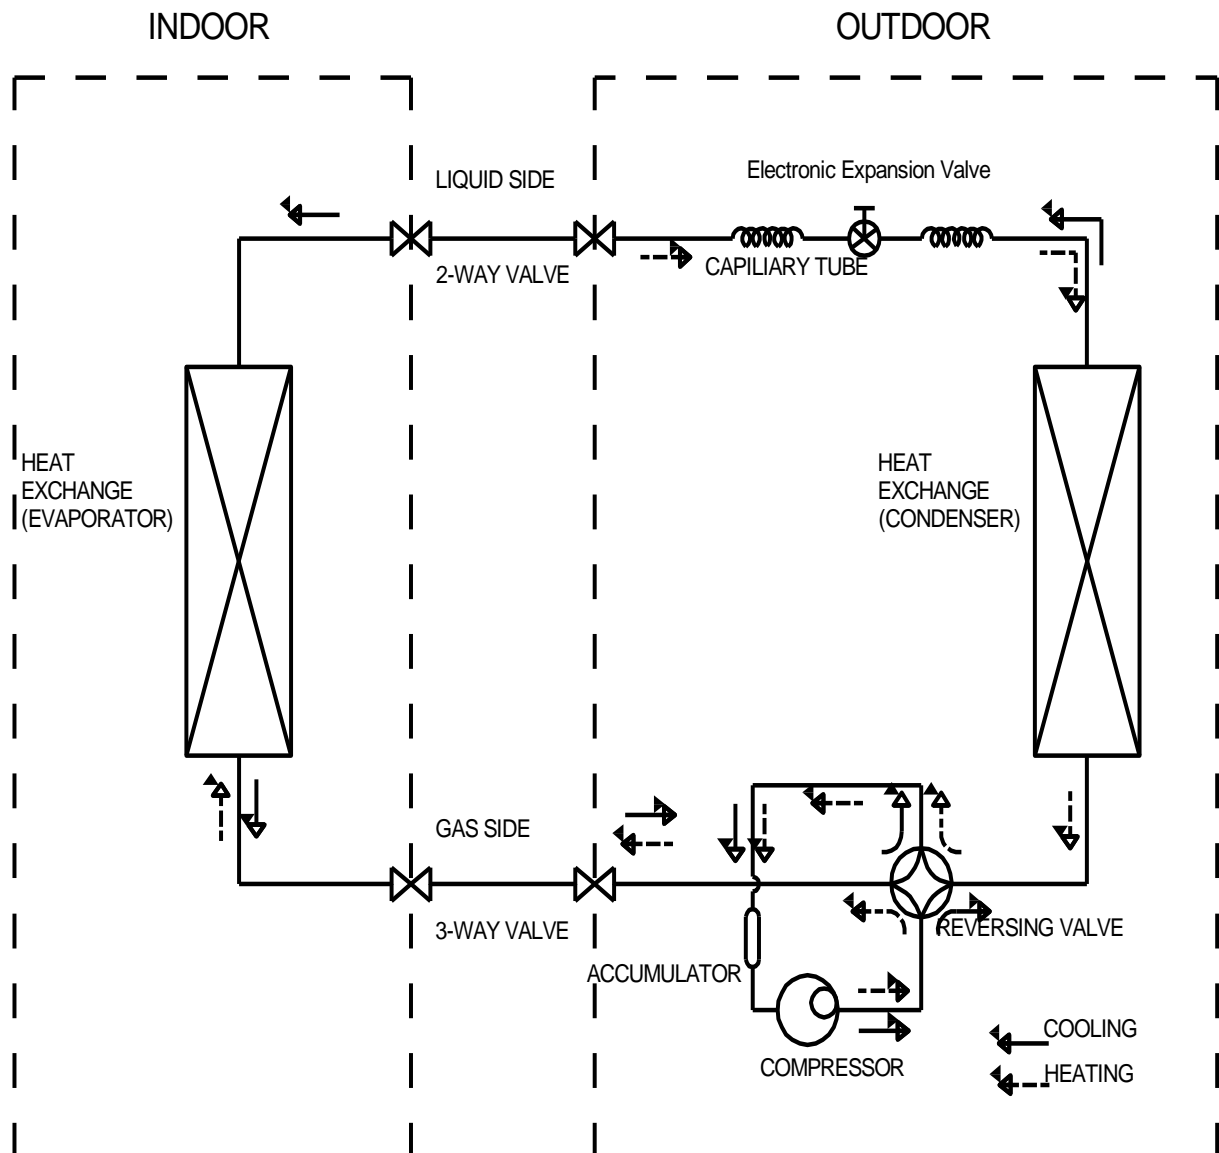 INDOOR
OUTDOOR
LIQUID SIDE
Electronic Expansion Valve
2-WAY VALVE
CAPILIARY TUBE
HEAT
EXCHANGE
(EVAPORATOR)
HEAT
EXCHANGE
(CONDENSER)
GAS SIDE
3-WAY VALVE
REVERSING VALVE
ACCUMULATOR
COMPRESSOR
COOLING
HEATING